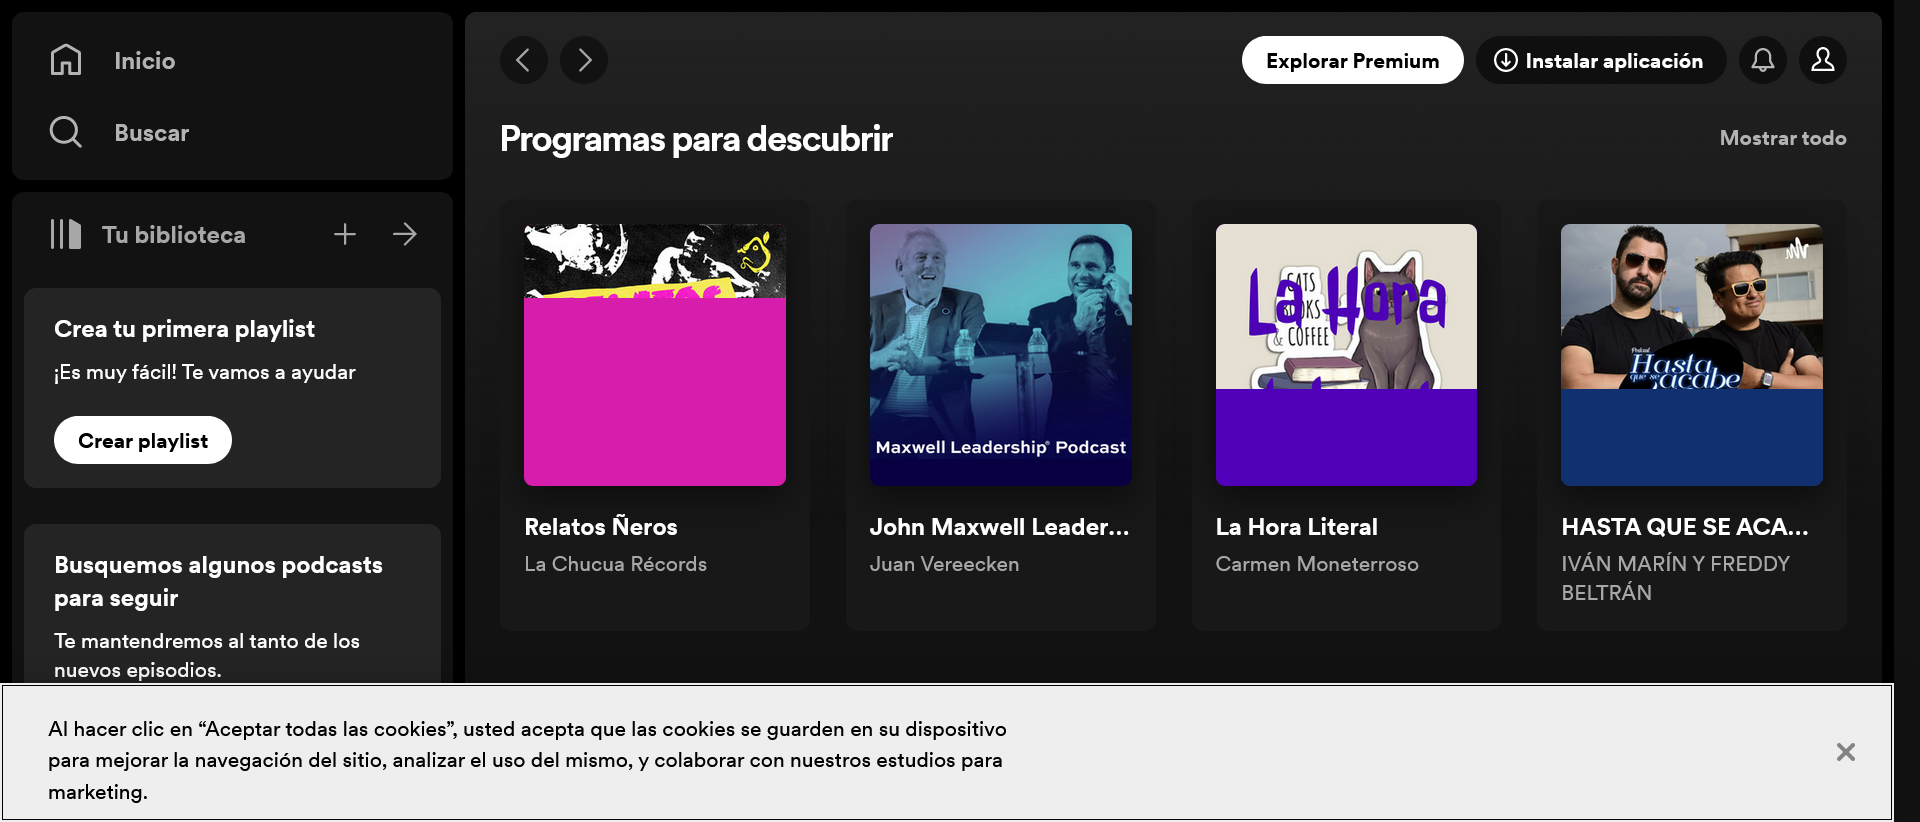 Inicio
Buscar
Tu biblioteca
Crea tu primera playlist
¡Es muy fácil! Te vamos a ayudar
Crear playlist
Busquemos algunos podcasts
para seguir
Te mantendremos al tanto de los
nuevos episodios.
Explorar Premium
Instalar aplicación
Programas para descubrir
Mostrar todo
Relatos Ñeros
La Chucua Récords
Maxwell Leadership® Podcast
John Maxwell Leader...
Juan Vereecken
La Hora
CATS
BOOKS
& COFFEE
La Hora Literal
Carmen Moneterroso
Podcast
Hasta
que se acabe
HASTA QUE SE ACA...
IVÁN MARÍN Y FREDDY
BELTRÁN
Al hacer clic en “Aceptar todas las cookies”, usted acepta que las cookies se guarden en su dispositivo
para mejorar la navegación del sitio, analizar el uso del mismo, y colaborar con nuestros estudios para
marketing.